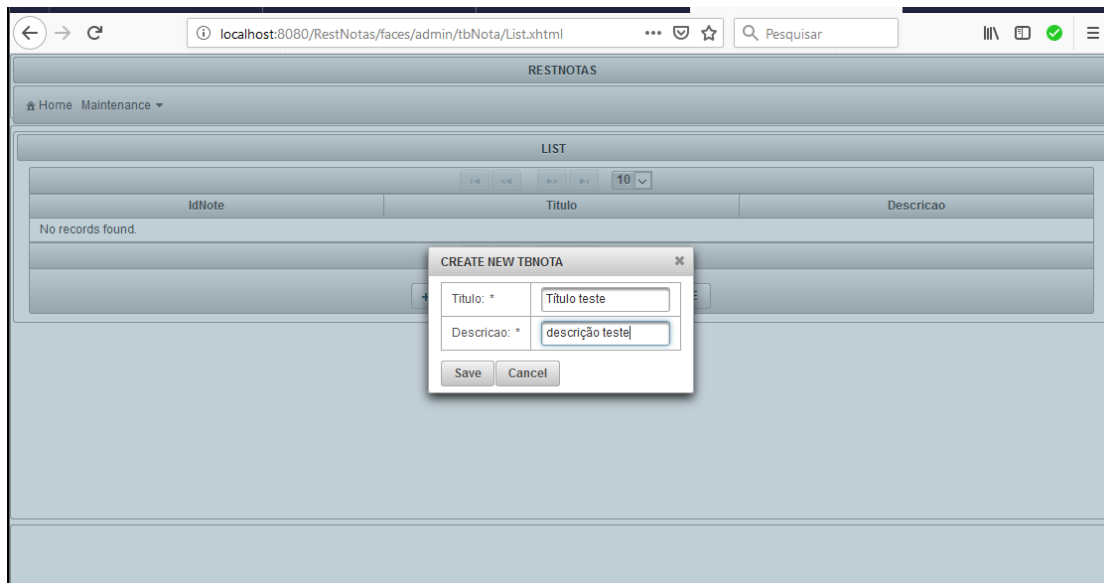 localhost:8080/RestNotas/faces/admin/tbNota/List.xhtml
Pesquisar
RESTNOTAS
Home Maintenance
LIST
10
IdNote Titulo Descricao
No records found.
CREATE NEW TBNOTA
Titulo: * Título teste
Descricao: * descrição teste
Save Cancel